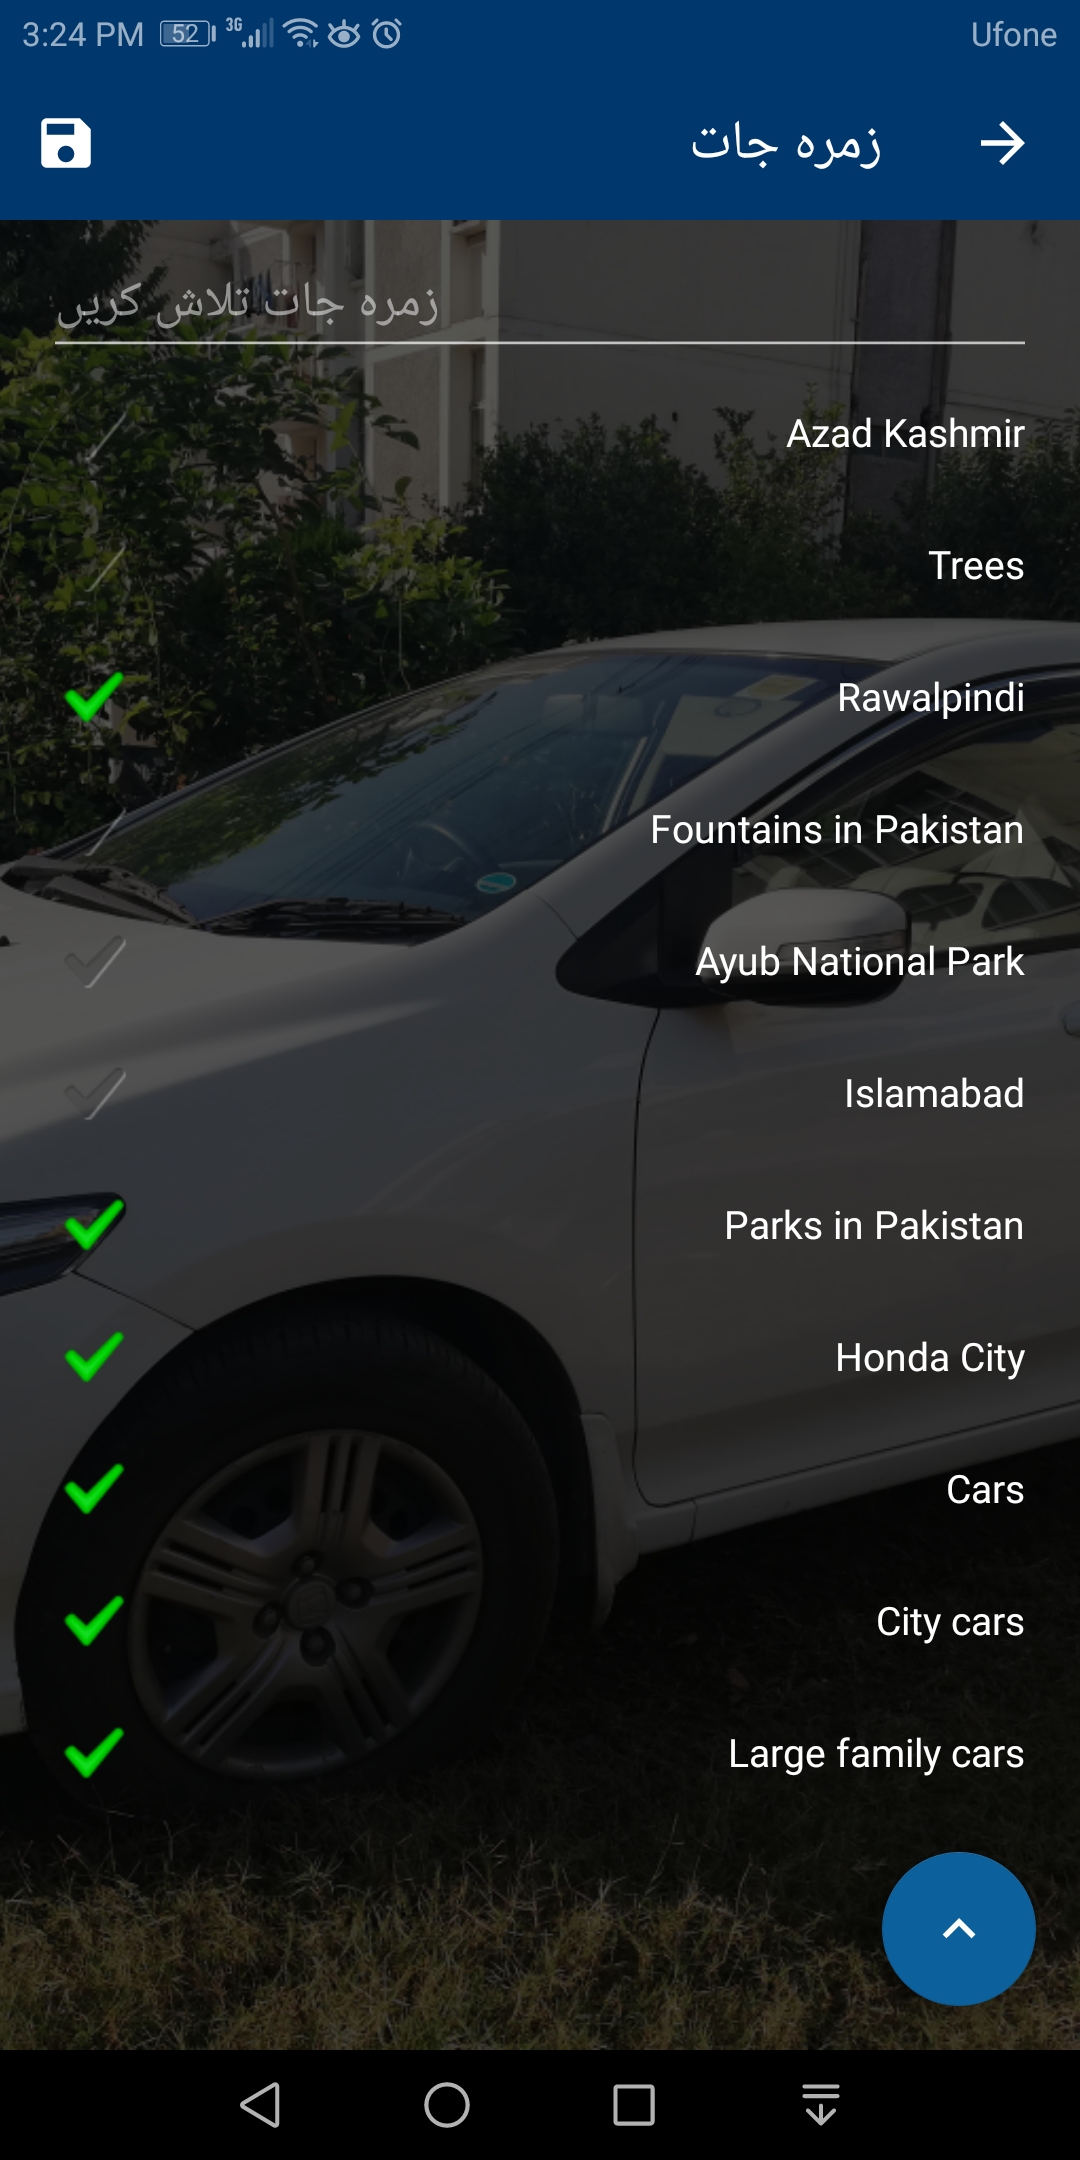 3:24 PM 52 3G Ufone
زمرہ جات
زمرہ جات تلاش کریں
Azad Kashmir
Trees
Rawalpindi
Fountains in Pakistan
Ayub National Park
Islamabad
Parks in Pakistan
Honda City
Cars
City cars
Large family cars